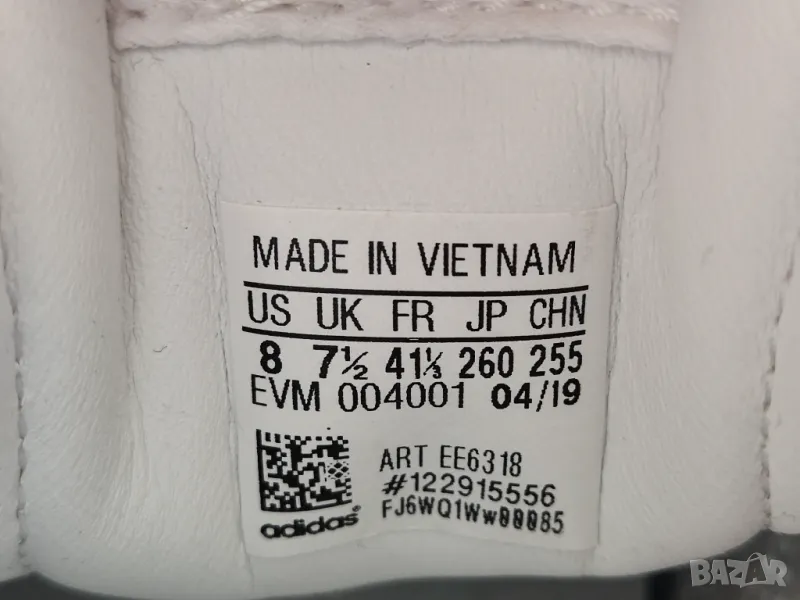 MADE IN VIETNAM
US UK FR JP CHN
8 7½ 41⅓ 260 255
EVM 004001 04/19
ART EE6318
#122915556
FJ6WQ1Ww00085
adidas
BAZAR